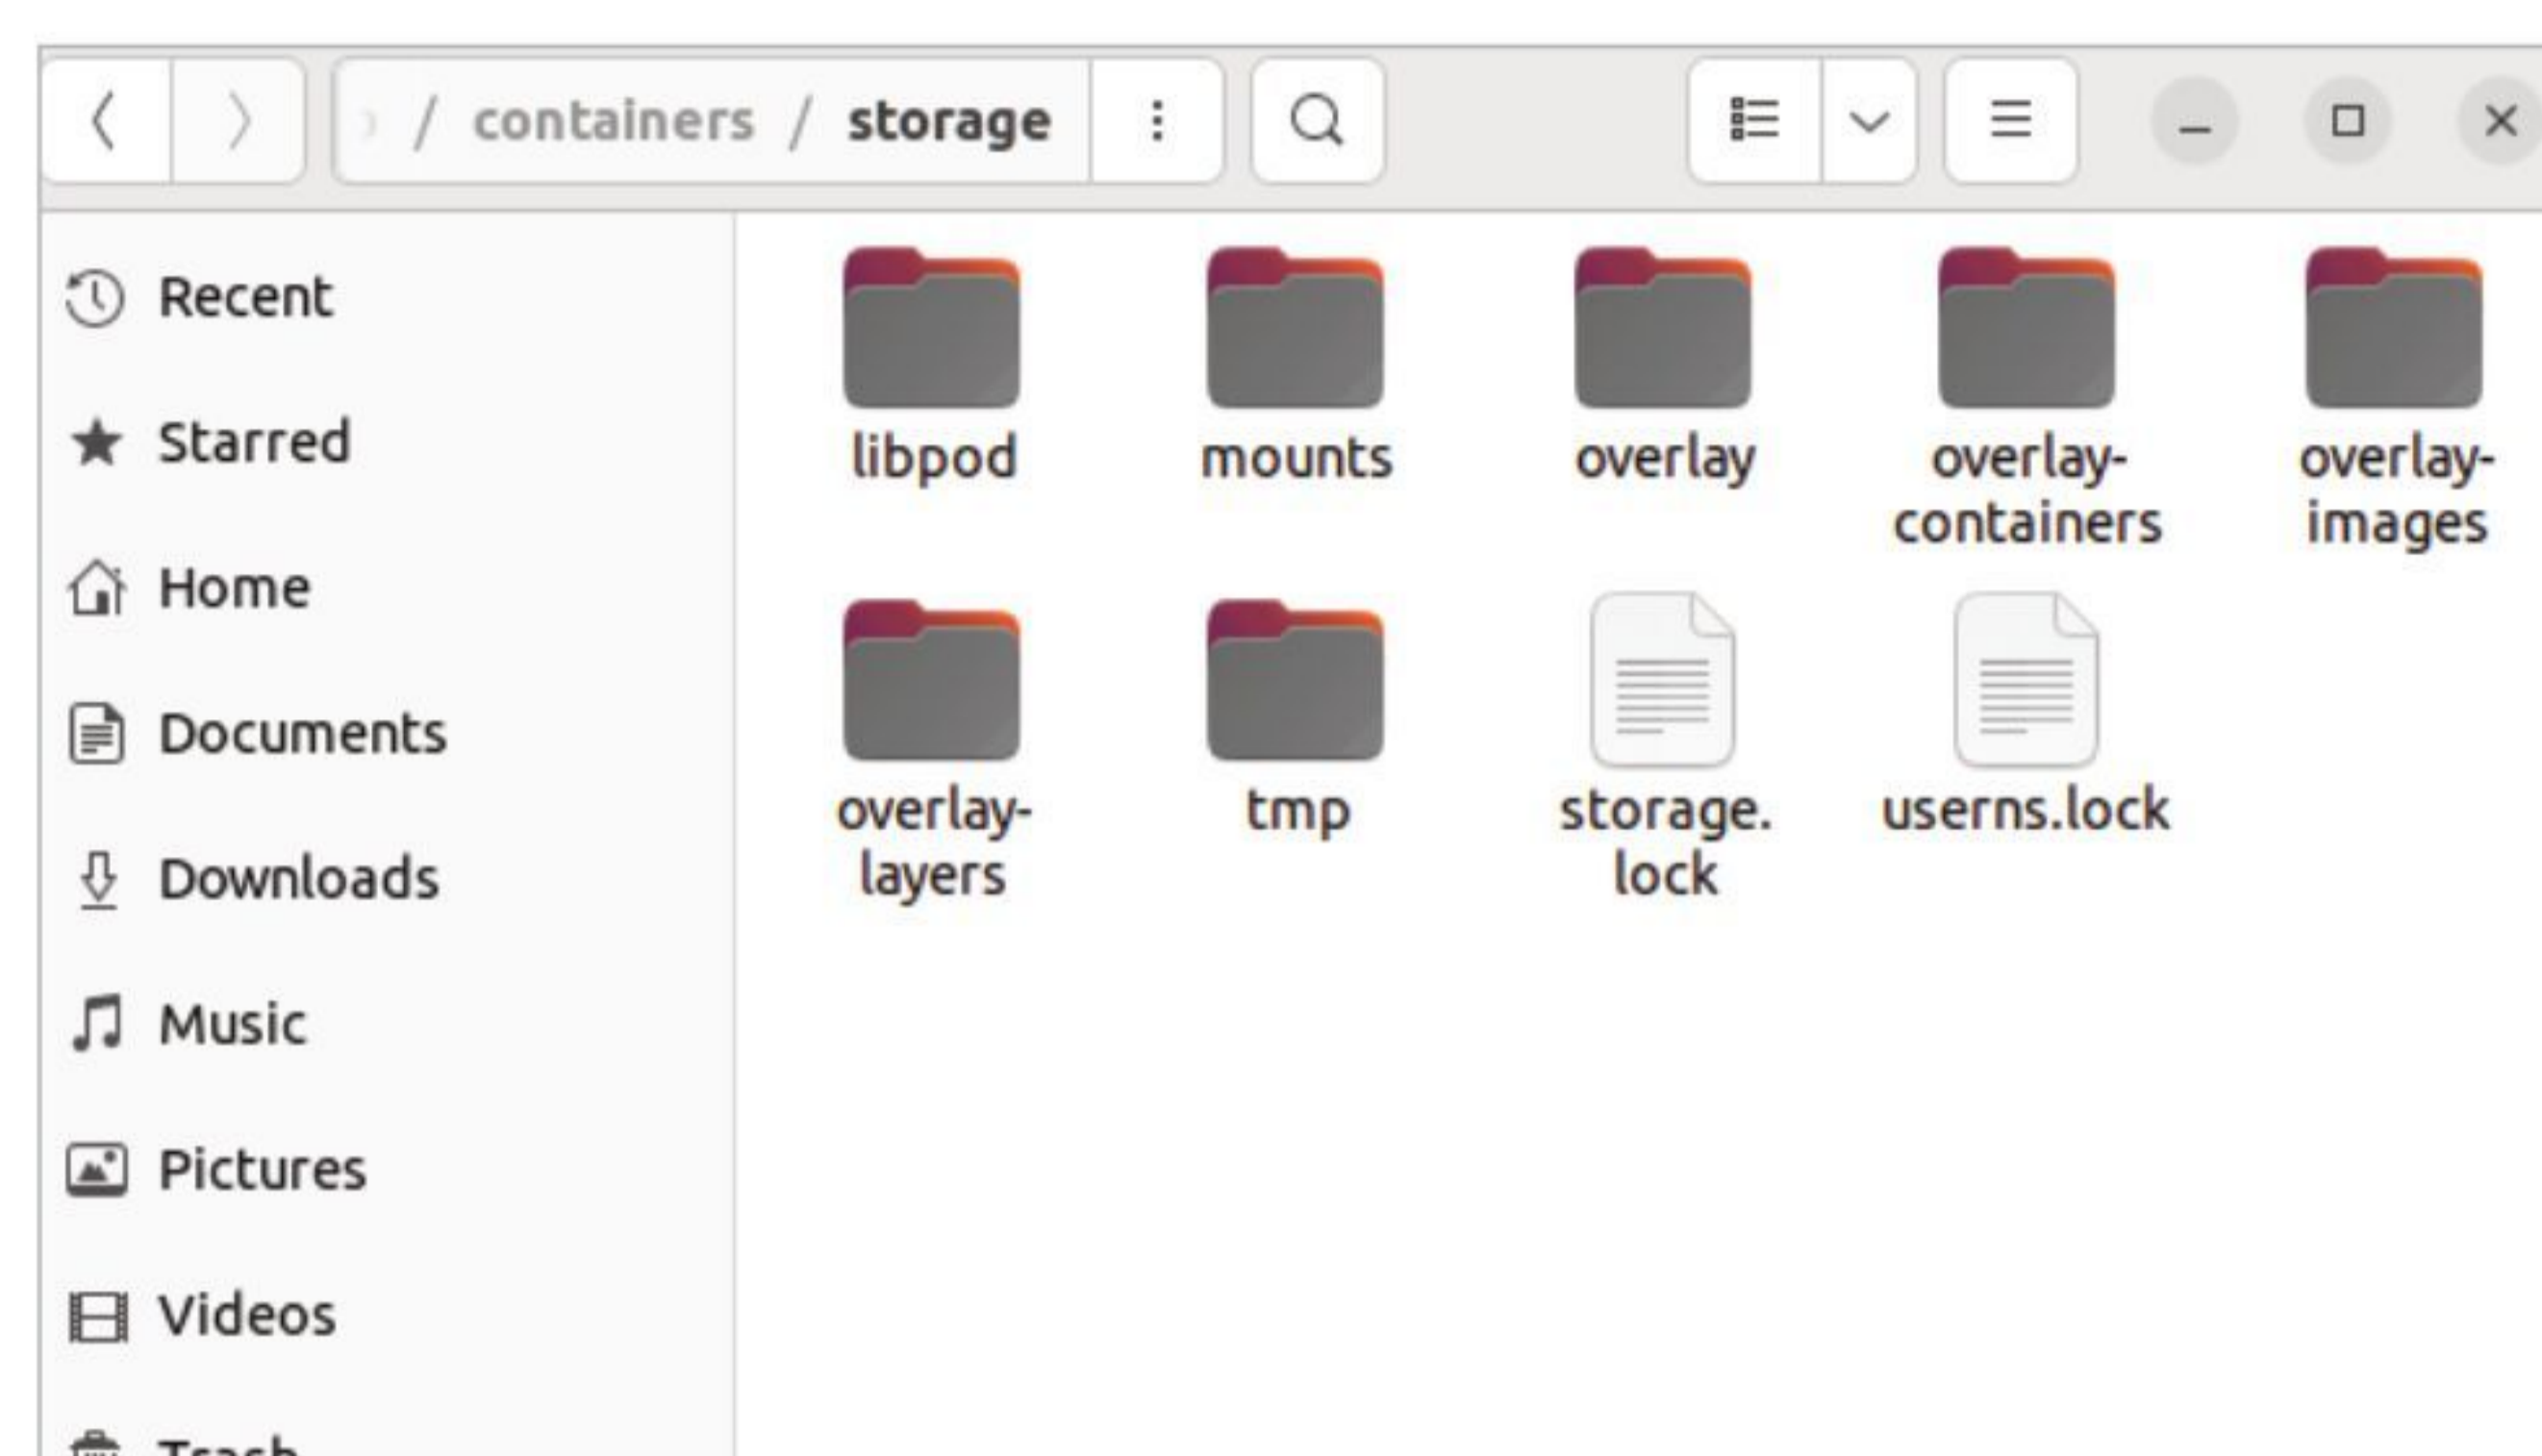 / containers / storage
Recent
Starred
Home
Documents
Downloads
Music
Pictures
Videos
Trash
libpod
mounts
overlay
overlay-
containers
overlay-
images
overlay-
layers
tmp
storage.
lock
userns.lock